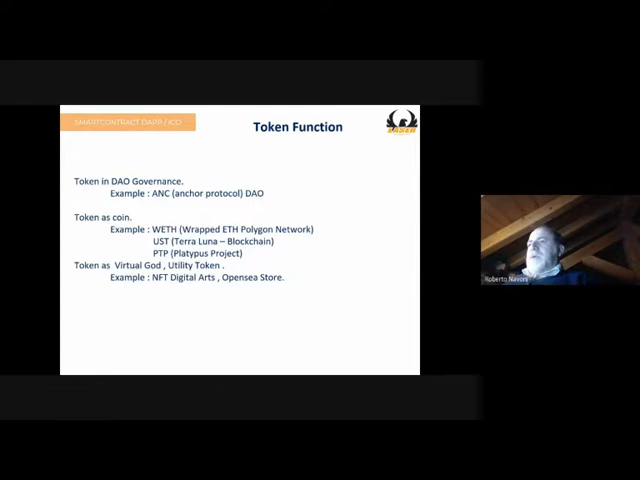 SMARTCONTRACT DAPP / ICO
Token Function
LASER
Token in DAO Governance.
Example : ANC (anchor protocol) DAO
Token as coin.
Example : WETH (Wrapped ETH Polygon Network)
UST (Terra Luna – Blockchain)
PTP (Platypus Project)
Token as Virtual God , Utility Token .
Example : NFT Digital Arts , Opensea Store.
Roberto Navoni